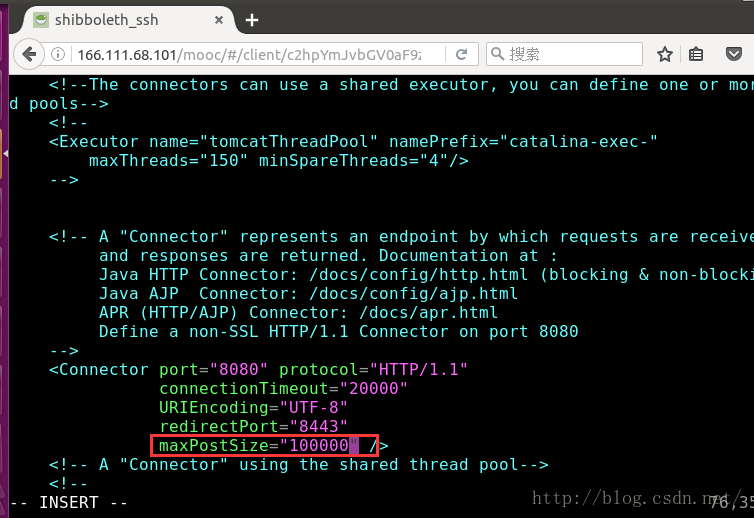 shibboleth_ssh
166.111.68.101/mooc/#/client/c2hpYmJvbGV0aF9z
搜索
<!--The connectors can use a shared executor, you can define one or mor
d pools-->
<!--
<Executor name="tomcatThreadPool" namePrefix="catalina-exec-"
maxThreads="150" minSpareThreads="4"/>
-->
<!-- A "Connector" represents an endpoint by which requests are receive
and responses are returned. Documentation at :
Java HTTP Connector: /docs/config/http.html (blocking & non-blocki
Java AJP  Connector: /docs/config/ajp.html
APR (HTTP/AJP) Connector: /docs/apr.html
Define a non-SSL HTTP/1.1 Connector on port 8080
-->
<Connector port="8080" protocol="HTTP/1.1"
connectionTimeout="20000"
URIEncoding="UTF-8"
redirectPort="8443"
maxPostSize="100000" />
<!-- A "Connector" using the shared thread pool-->
<!--
-- INSERT --
http://blog.csdn.net/
76,35